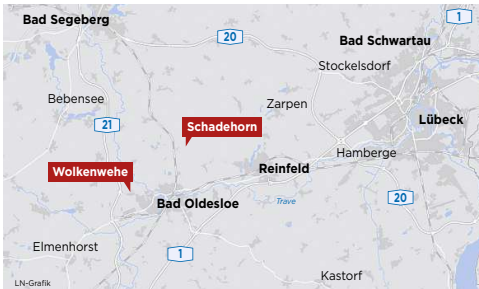 Bad Segeberg
1
20
Bad Schwartau
Stockelsdorf
Bebensee
Zarpen
21
Schadehorn
Lübeck
Hamberge
Wolkenwehe
Reinfeld
Bad Oldesloe
Trave
20
Elmenhorst
1
Kastorf
LN-Grafik